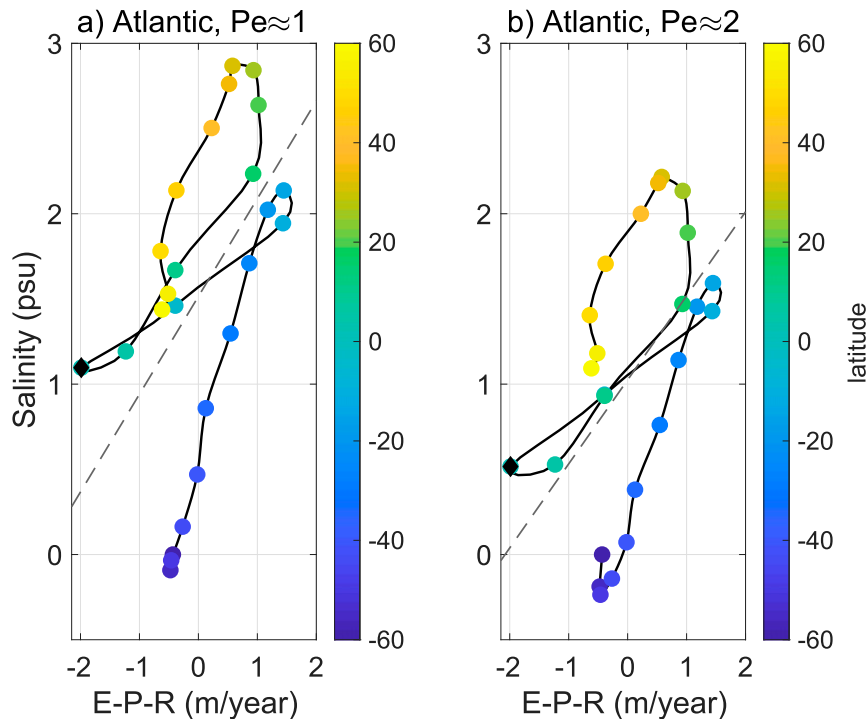 a) Atlantic, Pe≈1
b) Atlantic, Pe≈2
3
2
1
0
Salinity (psu)
-2 -1 0 1 2
E-P-R (m/year)
60
40
20
0
-20
-40
-60
3
2
1
0
-2 -1 0 1 2
E-P-R (m/year)
60
40
20
0
-20
-40
-60
latitude